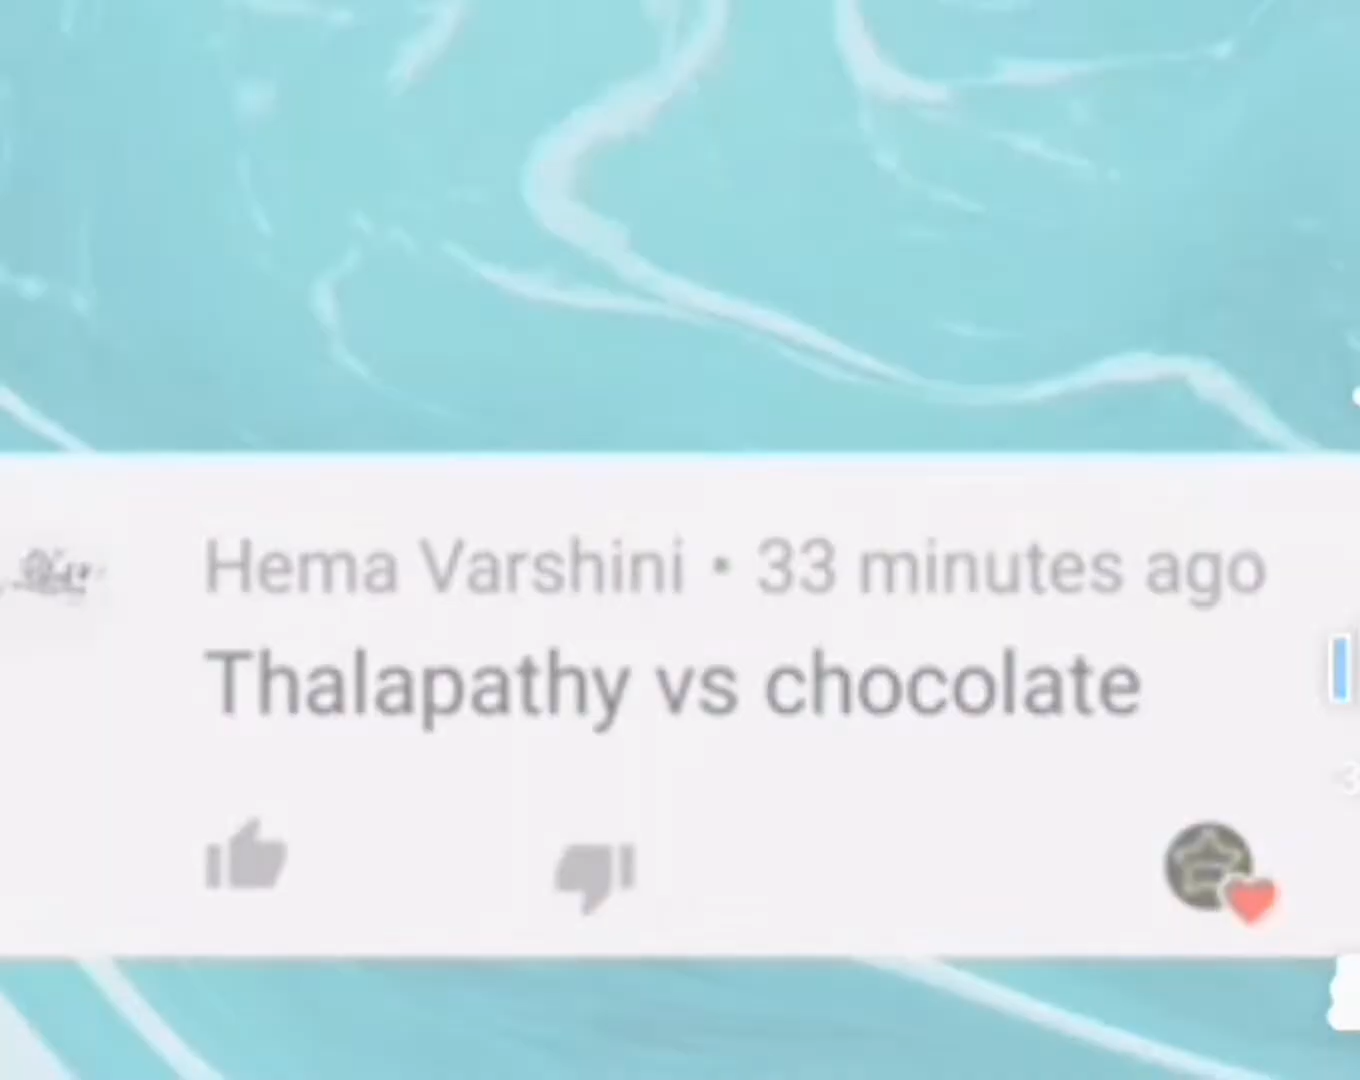 Hema Varshini • 33 minutes ago
Thalapathy vs chocolate